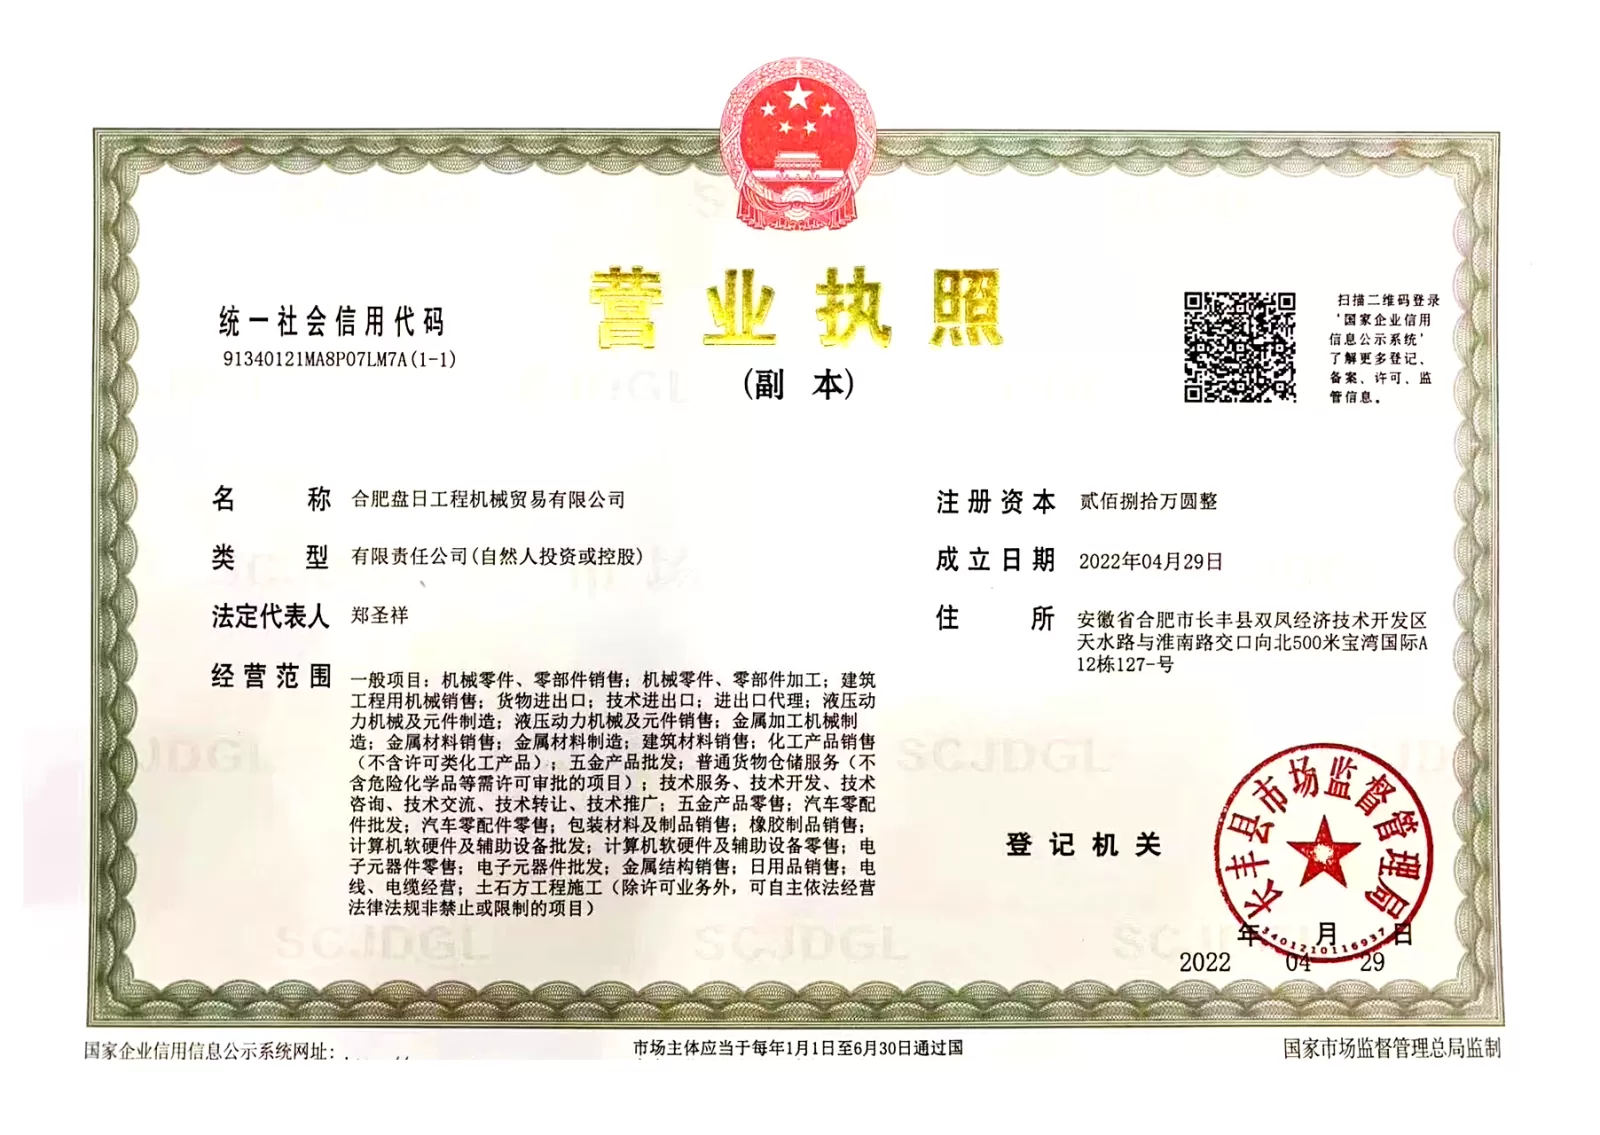 营业执照
(副 本)
统一社会信用代码
91340121MA8P07LM7A(1-1)
扫描二维码登录
'国家企业信用
信息公示系统'
了解更多登记、
备案、许可、监
管信息。
名 称 合肥盘日工程机械贸易有限公司
类 型 有限责任公司(自然人投资或控股)
法定代表人 郑圣祥
经营范围 一般项目：机械零件、零部件销售；机械零件、零部件加工；建筑
工程用机械销售；货物进出口；技术进出口；进出口代理；液压动
力机械及元件制造；液压动力机械及元件销售；金属加工机械制
造；金属材料销售；金属材料制造；建筑材料销售；化工产品销售
（不含许可类化工产品）；五金产品批发；普通货物仓储服务（不
含危险化学品等需许可审批的项目）；技术服务、技术开发、技术
咨询、技术交流、技术转让、技术推广；五金产品零售；汽车零配
件批发；汽车零配件零售；包装材料及制品销售；橡胶制品销售；
计算机软硬件及辅助设备批发；计算机软硬件及辅助设备零售；电
子元器件零售；电子元器件批发；金属结构销售；日用品销售；电
线、电缆经营；土石方工程施工（除许可业务外，可自主依法经营
法律法规非禁止或限制的项目）
注册资本 贰佰捌拾万圆整
成立日期 2022年04月29日
住 所 安徽省合肥市长丰县双凤经济技术开发区
天水路与淮南路交口向北500米宝湾国际A
12栋127-号
登记机关
长丰县市场监督管理局
3401210116937
年 月 日
2022 04 29
SCJDGL
SCJDGL
SCJDGL
SCJDGL
国家企业信用信息公示系统网址：
市场主体应当于每年1月1日至6月30日通过国
国家市场监督管理总局监制